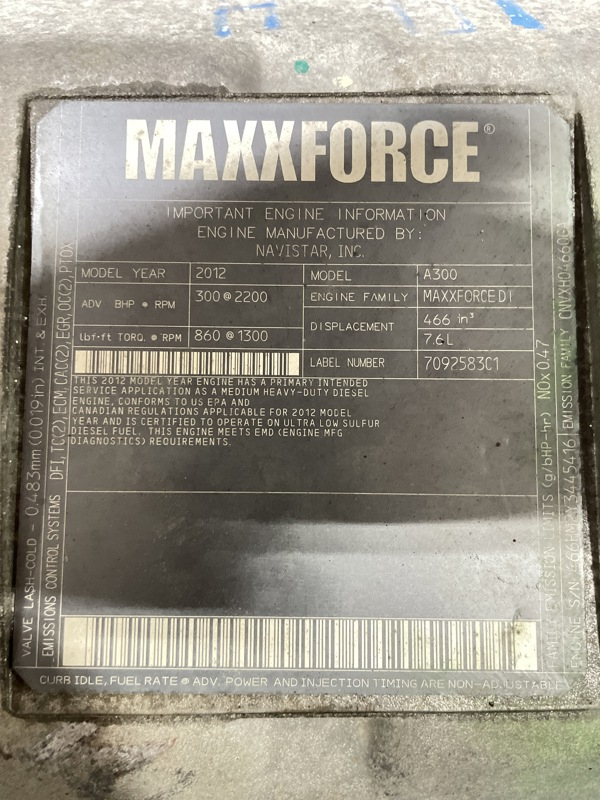 MAXXFORCE®
IMPORTANT ENGINE INFORMATION
ENGINE MANUFACTURED BY:
NAVISTAR, INC.
MODEL YEAR 2012 MODEL A300
ADV BHP @ RPM 300 @ 2200 ENGINE FAMILY MAXXFORCE DT
DISPLACEMENT 466 in³
7.6L
lbf·ft TORQ. @ RPM 860 @ 1300
LABEL NUMBER 7092583C1
THIS 2012 MODEL YEAR ENGINE HAS A PRIMARY INTENDED
SERVICE APPLICATION AS A MEDIUM HEAVY-DUTY DIESEL
ENGINE, CONFORMS TO US EPA AND
CANADIAN REGULATIONS APPLICABLE FOR 2012 MODEL
YEAR AND IS CERTIFIED TO OPERATE ON ULTRA LOW SULFUR
DIESEL FUEL. THIS ENGINE MEETS EMD (ENGINE MFG
DIAGNOSTICS) REQUIREMENTS.
VALVE LASH-COLD - 0.483mm (0.019in) INT & EXH.
EMISSIONS CONTROL SYSTEMS DFI, TC(2), ECM, CAC(2), EGR, OC(2), PTOX
FAMILY EMISSION LIMITS (g/bHP-hr) NOx 0.47
ENGINE S/N EMISSION FAMILY
CURB IDLE, FUEL RATE @ ADV. POWER AND INJECTION TIMING ARE NON-ADJUSTABLE